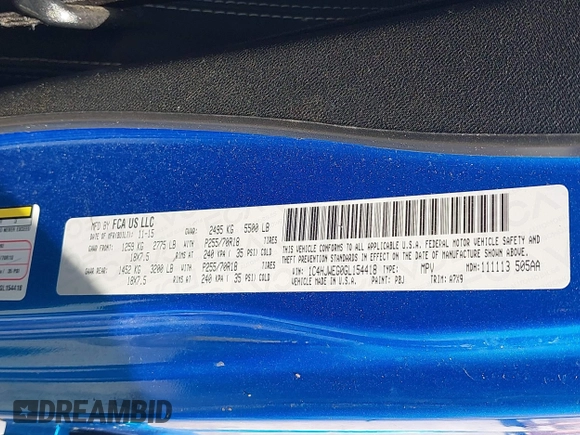 MFD BY FCA US LLC
DATE OF MFR(BUILT): 11-15 GVWR: 2495 KG 5500 LB
GAWR FRONT: 1259 KG 2775 LB WITH P255/70R18 TIRES
18X7.5 RIMS AT 240 KPA ( 35 PSI) COLD
GAWR REAR: 1452 KG 3200 LB WITH P255/70R18 TIRES
18X7.5 RIMS AT 240 KPA ( 35 PSI) COLD
THIS VEHICLE CONFORMS TO ALL APPLICABLE U.S.A. FEDERAL MOTOR VEHICLE SAFETY AND
THEFT PREVENTION STANDARDS IN EFFECT ON THE DATE OF MANUFACTURE SHOWN ABOVE.
VIN: 1C4HJWEG0GL154418 TYPE: MPV MDH: 111113 505AA
VEHICLE MADE IN U.S.A. PAINT: PBJ TRIM: A7X9
GL154418
DREAMBID